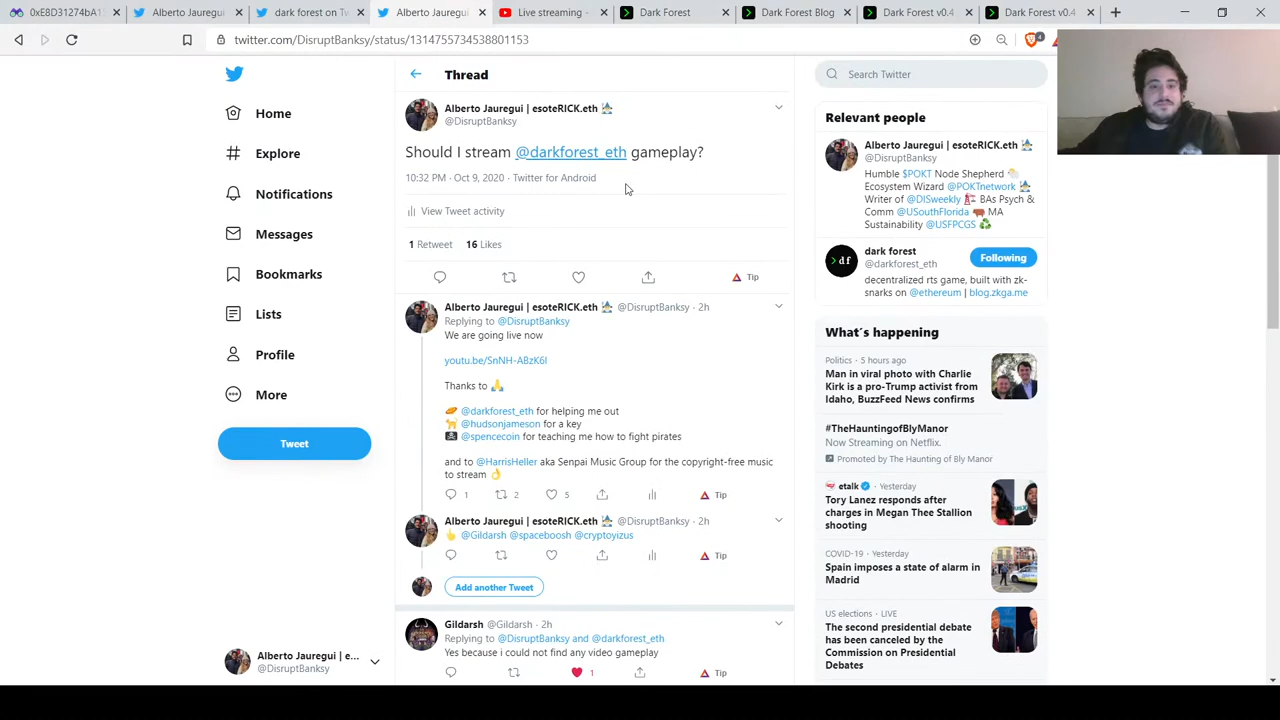 0xE8D31274bA1
Alberto Jauregui
dark forest on Tw
Alberto Jauregui
Live streaming -
Dark Forest
Dark Forest Blog
Dark Forest v0.4
Dark Forest v0.4
twitter.com/DisruptBanksy/status/1314755734538801153
4
Home
Explore
Notifications
Messages
Bookmarks
Lists
Profile
More
Tweet
Alberto Jauregui | e...
@DisruptBanksy
Thread
Alberto Jauregui | esoteRICK.eth
@DisruptBanksy
Should I stream @darkforest_eth gameplay?
10:32 PM · Oct 9, 2020 · Twitter for Android
View Tweet activity
1 Retweet 16 Likes
Tip
Alberto Jauregui | esoteRICK.eth @DisruptBanksy · 2h
Replying to @DisruptBanksy
We are going live now
youtu.be/SnNH-ABzK6I
Thanks to 🙏
@darkforest_eth for helping me out
@hudsonjameson for a key
@spencecoin for teaching me how to fight pirates
and to @HarrisHeller aka Senpai Music Group for the copyright-free music
to stream 👌
1 2 5 Tip
Alberto Jauregui | esoteRICK.eth @DisruptBanksy · 2h
@Gildarsh @spaceboosh @cryptoyizus
Tip
Add another Tweet
Gildarsh @Gildarsh · 2h
Replying to @DisruptBanksy and @darkforest_eth
Yes because i could not find any video gameplay
1 Tip
Search Twitter
Relevant people
Alberto Jauregui | esoteRICK.eth
@DisruptBanksy
Humble $POKT Node Shepherd
Ecosystem Wizard @POKTnetwork
Writer of @DISweekly BAs Psych &
Comm @USouthFlorida MA
Sustainability @USFPCGS
>df
dark forest
@darkforest_eth
Following
decentralized rts game, built with zk-
snarks on @ethereum | blog.zkga.me
What's happening
Politics · 5 hours ago
Man in viral photo with Charlie
Kirk is a pro-Trump activist from
Idaho, BuzzFeed News confirms
#TheHauntingofBlyManor
Now Streaming on Netflix.
Promoted by The Haunting of Bly Manor
etalk · Yesterday
Tory Lanez responds after
charges in Megan Thee Stallion
shooting
COVID-19 · Yesterday
Spain imposes a state of alarm in
Madrid
US elections · LIVE
The second presidential debate
has been canceled by the
Commission on Presidential
Debates